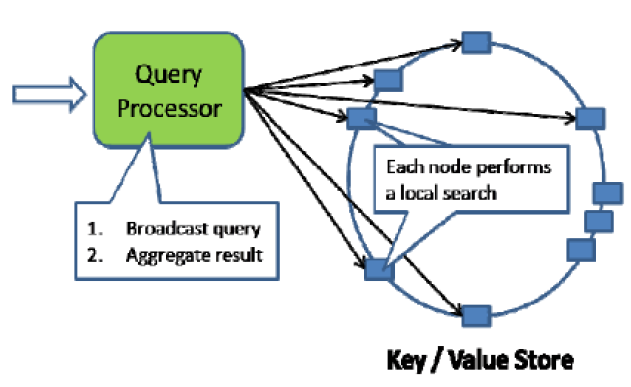 Query
Processor
Each node performs
a local search
1. Broadcast query
2. Aggregate result
Key / Value Store